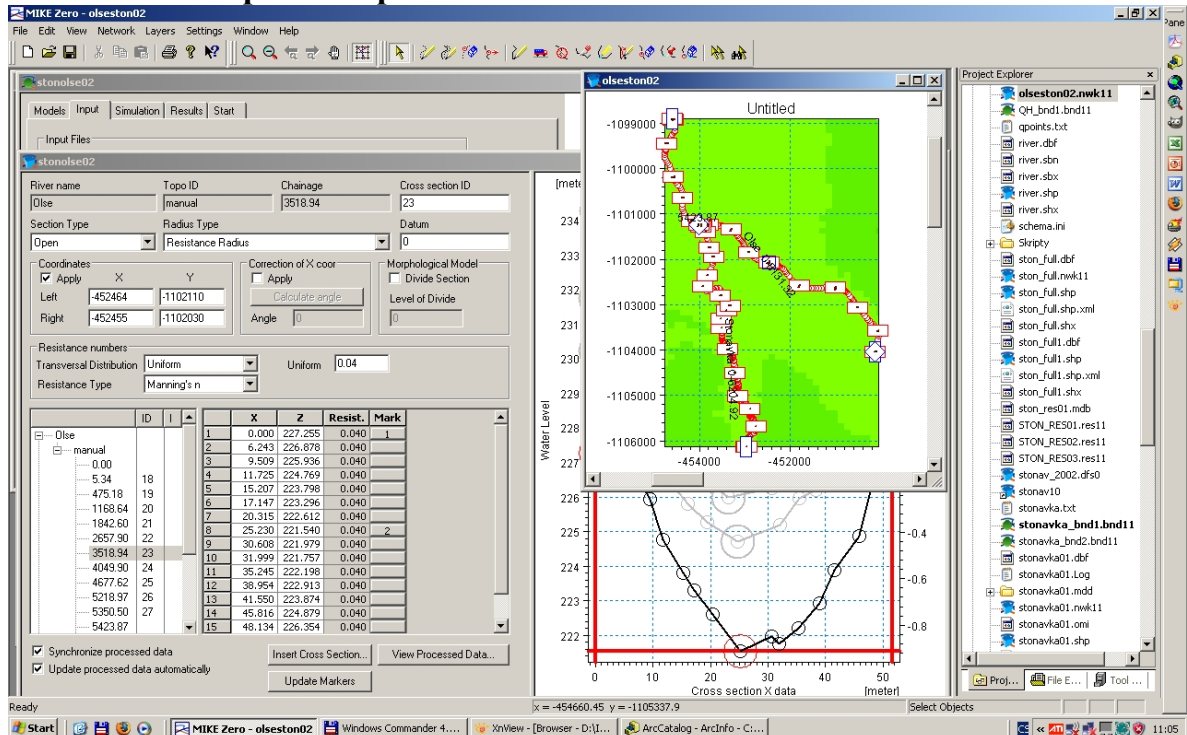 MIKE Zero - olseston02
File Edit View Network Layers Settings Window Help
stonolse02
Models Input Simulation Results Start
Input Files
stonolse02
River name Topo ID Chainage Cross section ID
Olse manual 3518.94 23
Section Type Radius Type Datum
Open Resistance Radius 0
Coordinates Correction of X coor Morphological Model
Apply X Y Apply Divide Section
Left -452464 -1102110 Calculate angle Level of Divide
Right -452455 -1102030 Angle 0 0
Resistance numbers
Transversal Distribution Uniform Uniform 0.04
Resistance Type Manning's n
ID I
Olse
manual
0.00
5.34 18
475.18 19
1168.64 20
1842.60 21
2657.90 22
3518.94 23
4049.90 24
4677.62 25
5218.97 26
5350.50 27
5423.87
X Z Resist. Mark
1 0.000 227.255 0.040 1
2 6.243 226.878 0.040
3 9.509 225.936 0.040
4 11.725 224.769 0.040
5 15.207 223.798 0.040
6 17.147 223.296 0.040
7 20.315 222.612 0.040
8 25.230 221.540 0.040 2
9 30.608 221.979 0.040
10 31.999 221.757 0.040
11 35.245 222.198 0.040
12 38.954 222.913 0.040
13 41.550 223.874 0.040
14 45.816 224.879 0.040
15 48.134 226.354 0.040
Synchronize processed data
Update processed data automatically
Insert Cross Section... View Processed Data...
Update Markers
[mete
234
233
232
231
230
229
228
227
226
225
224
223
222
Water Level
0 10 20 30 40 50
Cross section X data [meter]
-0.4
-0.6
-0.8
olseston02
Untitled
-1099000
-1100000
-1101000
-1102000
-1103000
-1104000
-1105000
-1106000
-454000 -452000
5423.87
Project Explorer
olseston02.nwk11
QH_bnd1.bnd11
qpoints.txt
river.dbf
river.sbn
river.sbx
river.shp
river.shx
schema.ini
Skripty
ston_full.dbf
ston_full.nwk11
ston_full.shp
ston_full.shp.xml
ston_full.shx
ston_full1.dbf
ston_full1.shp
ston_full1.shp.xml
ston_full1.shx
ston_res01.mdb
STON_RES01.res11
STON_RES02.res11
STON_RES03.res11
stonav_2002.dfs0
stonav10
stonavka.txt
stonavka_bnd1.bnd11
stonavka_bnd2.bnd11
stonavka01.dbf
stonavka01.Log
stonavka01.mdd
stonavka01.nwk11
stonavka01.omi
stonavka01.shp
Proj... File E... Tool ...
Pane
Ready x = -454660.45 y = -1105337.9 Select Objects
Start MIKE Zero - olseston02 Windows Commander 4.... XnView - [Browser - D:\I... ArcCatalog - ArcInfo - C:... 11:05